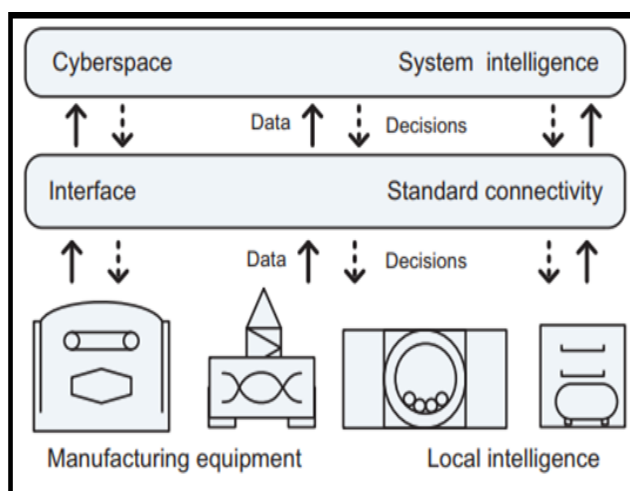 Cyberspace System intelligence
Data Decisions
Interface Standard connectivity
Data Decisions
Manufacturing equipment Local intelligence